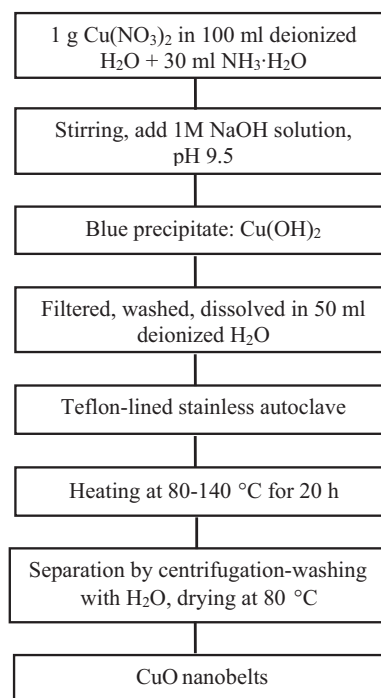 1 g Cu(NO₃)₂ in 100 ml deionized
H₂O + 30 ml NH₃·H₂O
Stirring, add 1M NaOH solution,
pH 9.5
Blue precipitate: Cu(OH)₂
Filtered, washed, dissolved in 50 ml
deionized H₂O
Teflon-lined stainless autoclave
Heating at 80-140 °C for 20 h
Separation by centrifugation-washing
with H₂O, drying at 80 °C
CuO nanobelts